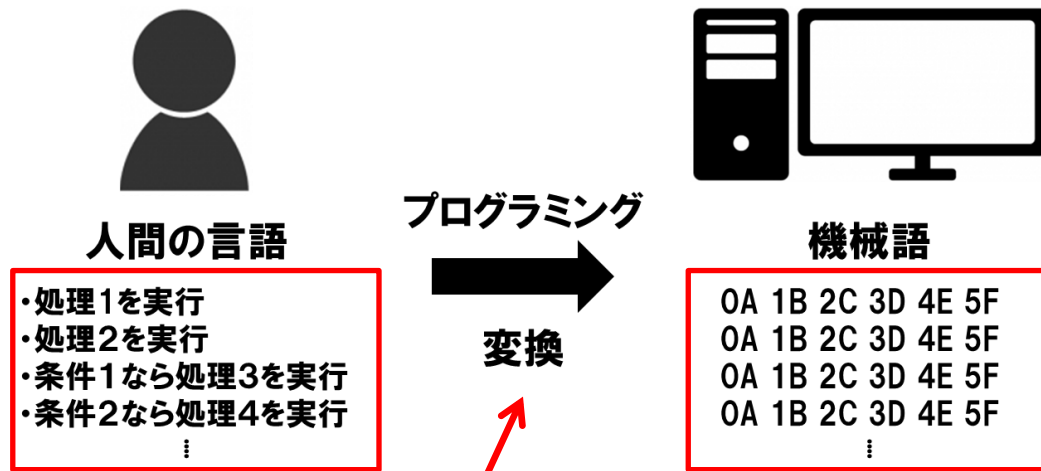 プログラミング
人間の言語
機械語
・処理1を実行
・処理2を実行
・条件1なら処理3を実行
・条件2なら処理4を実行
⋮
変換
0A 1B 2C 3D 4E 5F
0A 1B 2C 3D 4E 5F
0A 1B 2C 3D 4E 5F
0A 1B 2C 3D 4E 5F
⋮